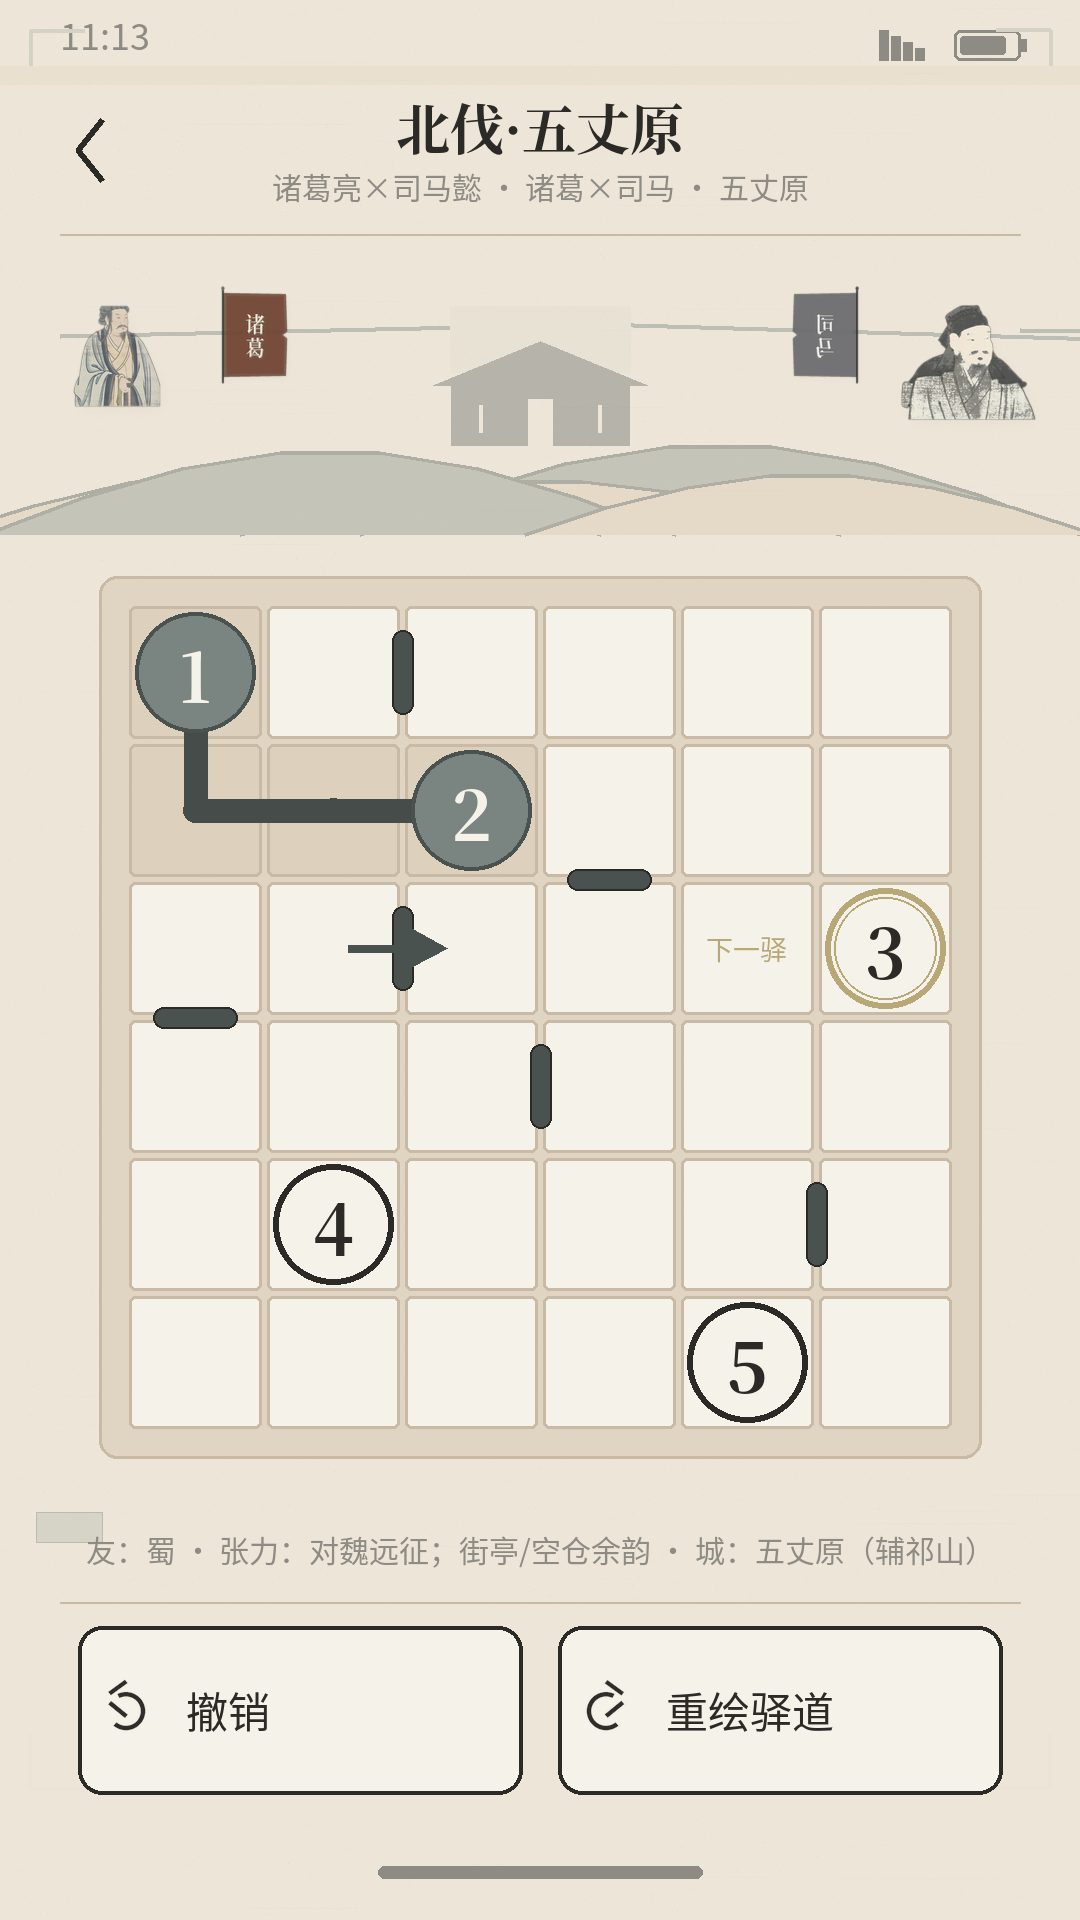 11:13
北伐·五丈原
诸葛亮×司马懿 · 诸葛×司马 · 五丈原
诸葛
司马
1
2
下一驿
3
4
5
友：蜀 · 张力：对魏远征；街亭/空仓余韵 · 城：五丈原（辅祁山）
撤销
重绘驿道